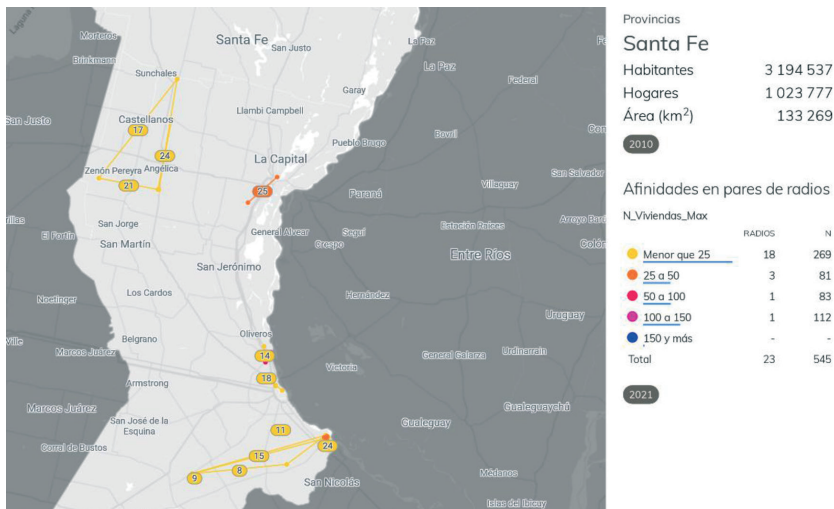 Laguna
Morteros
Brinkmann
Santa Fe
San Justo
La Paz
La Paz
Sunchales
Federal
Garay
Castellanos
Llambi Campbell
San Justo
17
Pueblo Brugo
Bovril
24
La Capital
Zenón Pereyra
Angélica
San Salvador
21
25
Paraná
Villaguay
San Jorge
General Alvear
Seguí
Estación Raíces
El Fortín
San Martín
Crespo
Entre Ríos
San Jerónimo
Los Cardos
Hernández
Noetinger
Uruguay
Oliveros
Belgrano
Marcos Juárez
14
General Galarza
Urdinarrain
Victoria
Armstrong
18
Marcos Juárez
Gualeguaychú
San José de la
Esquina
11
Gualeguay
Corral de Bustos
24
15
8
9
Médanos
San Nicolás
Islas del Ibicuy
Provincias
Santa Fe
Habitantes 3 194 537
Hogares 1 023 777
Área (km²) 133 269
2010
Afinidades en pares de radios
N_Viviendas_Max
RADIOS N
Menor que 25 18 269
25 a 50 3 81
50 a 100 1 83
100 a 150 1 112
150 y más - -
Total 23 545
2021